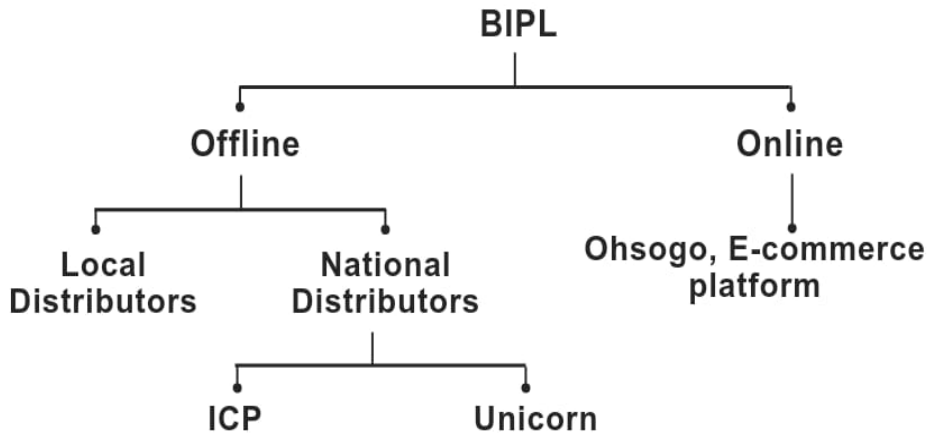 BIPL
Offline
Online
Local
Distributors
National
Distributors
Ohsogo, E-commerce
platform
ICP
Unicorn